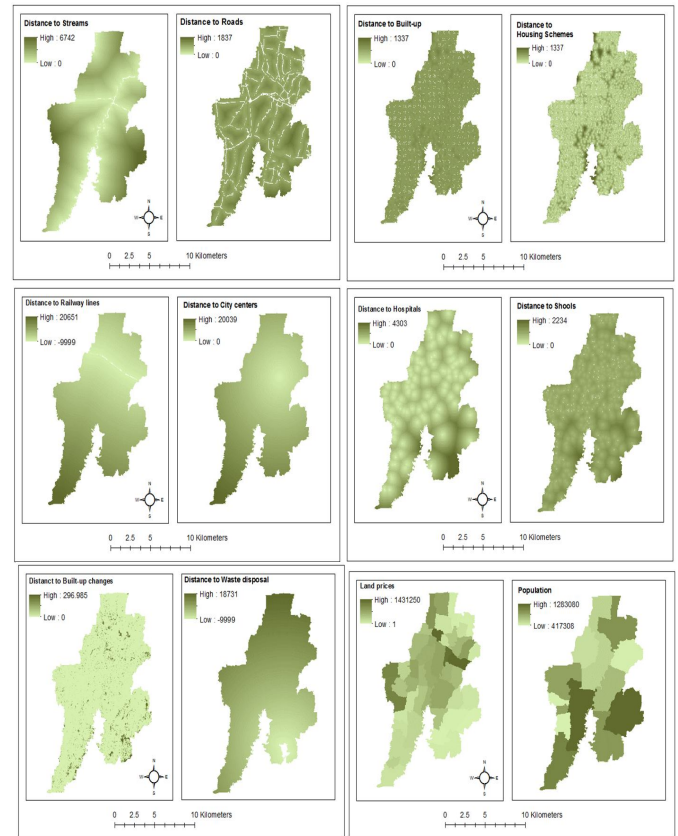 Distance to Streams
High : 6742
Low : 0
Distance to Roads
High : 1837
Low : 0
N
W
E
S
0 2.5 5 10 Kilometers
Distance to Built-up
High : 1337
Low : 0
Distance to
Housing Schemes
High : 1337
Low : 0
N
W
E
S
0 2.5 5 10 Kilometers
Distance to Railway lines
High : 20651
Low : -9999
Distance to City centers
High : 20039
Low : 0
N
W
E
S
0 2.5 5 10 Kilometers
Distance to Hospitals
High : 4303
Low : 0
Distance to Shools
High : 2234
Low : 0
N
W
E
S
0 2.5 5 10 Kilometers
Distanct to Built-up changes
High : 296.985
Low : 0
Distance to Waste disposal
High : 18731
Low : -9999
N
W
E
S
0 2.5 5 10 Kilometers
Land prices
High : 1431250
Low : 1
Population
High : 1283080
Low : 417308
N
W
E
S
0 2.5 5 10 Kilometers